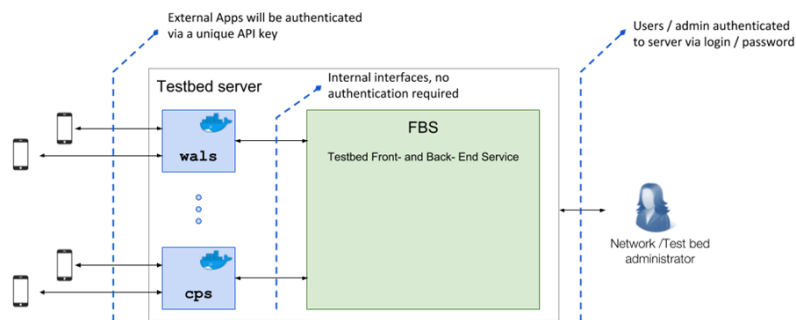 External Apps will be authenticated
via a unique API key
Users / admin authenticated
to server via login / password
Testbed server
Internal interfaces, no
authentication required
FBS
Testbed Front- and Back- End Service
wals
Network /Test bed
administrator
cps